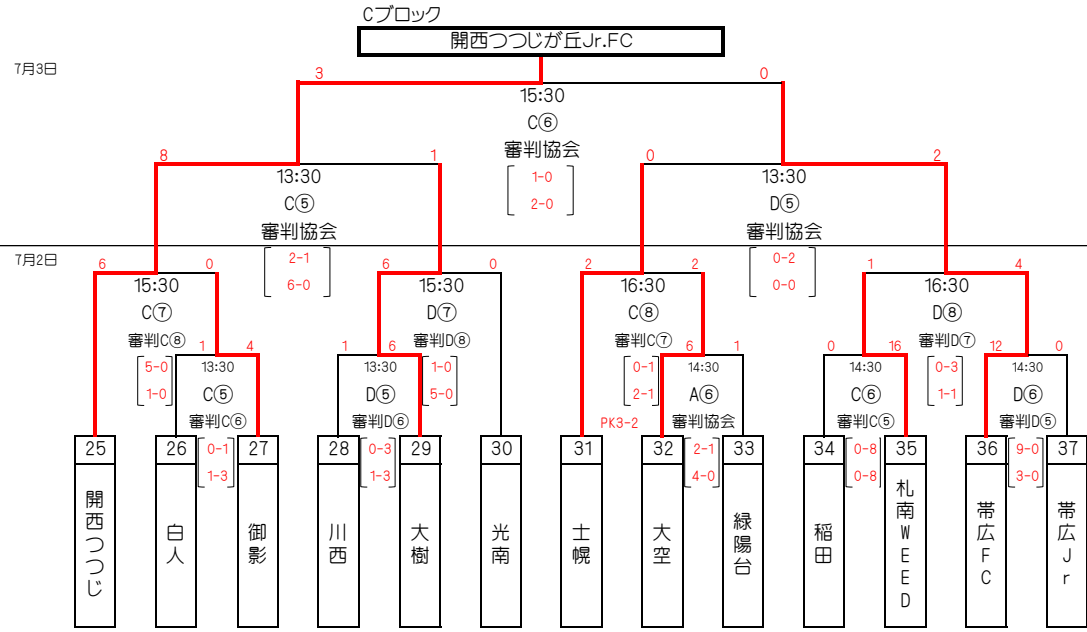 Cブロック
開西つつじが丘Jr.FC
7月3日
3
0
15:30
C⑥
審判協会
1-0
2-0
8
1
0
2
13:30
C⑤
審判協会
2-1
6-0
13:30
D⑤
審判協会
0-2
0-0
7月2日
6
0
6
0
2
2
1
4
15:30
C⑦
審判C⑧
5-0
1-0
15:30
D⑦
審判D⑧
1-0
5-0
16:30
C⑧
審判C⑦
0-1
2-1
PK3-2
16:30
D⑧
審判D⑦
0-3
1-1
1
4
1
6
6
1
0
16
12
0
13:30
C⑤
審判C⑥
0-1
1-3
13:30
D⑤
審判D⑥
0-3
1-3
14:30
A⑥
審判協会
2-1
4-0
14:30
C⑥
審判C⑤
0-8
0-8
14:30
D⑥
審判D⑤
9-0
3-0
25
26
27
28
29
30
31
32
33
34
35
36
37
開西つつじ
白人
御影
川西
大樹
光南
士幌
大空
緑陽台
稲田
札南WEED
帯広FC
帯広Jr